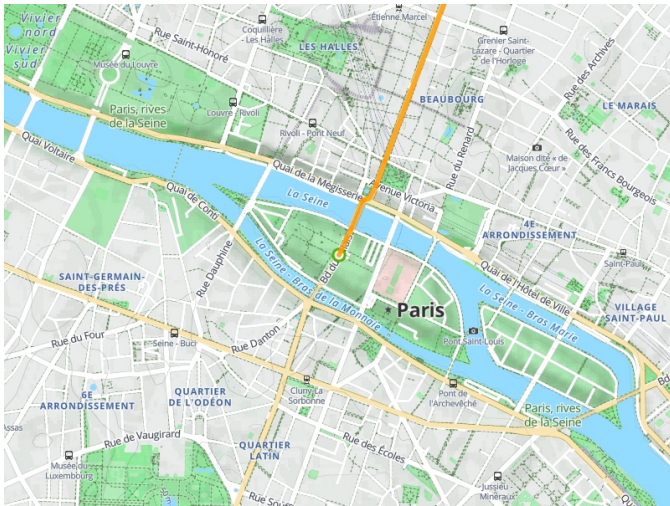 Vivier
nord
Vivier
sud
Musée du Louvre
Rue Saint-Honoré
Coquillière
- Les Halles
LES HALLES
Étienne Marcel
Grenier Saint-
Lazare - Quartier
de l'Horloge
Rue des Archives
BEAUBOURG
LE MARAIS
Paris, rives
de la Seine
Louvre - Rivoli
Rivoli - Pont Neuf
Rue du Renard
Maison dite « de
Jacques Cœur »
Rue des Francs Bourgeois
Quai Voltaire
Quai de la Mégisserie
Avenue Victoria
La Seine
Quai de Conti
4E
ARRONDISSEMENT
Saint-Paul
Rue Dauphine
Bd du
La Seine - Bras de la Monnaie
Quai de l'Hôtel de Ville
La Seine - Bras Marie
SAINT-GERMAIN-
DES-PRÉS
Paris
VILLAGE
SAINT-PAUL
Rue du Four
Seine - Buci
Rue Danton
Pont Saint-Louis
Bd
6E
ARRONDISSEMENT
QUARTIER
DE L'ODÉON
Cluny-La
Sorbonne
Pont de
l'Archevêché
Paris, rives
de la Seine
Assas
Rue de Vaugirard
QUARTIER
LATIN
Rue des Écoles
Musée du
Luxembourg
50 m
Rue Sou
Jussieu
Minéraux